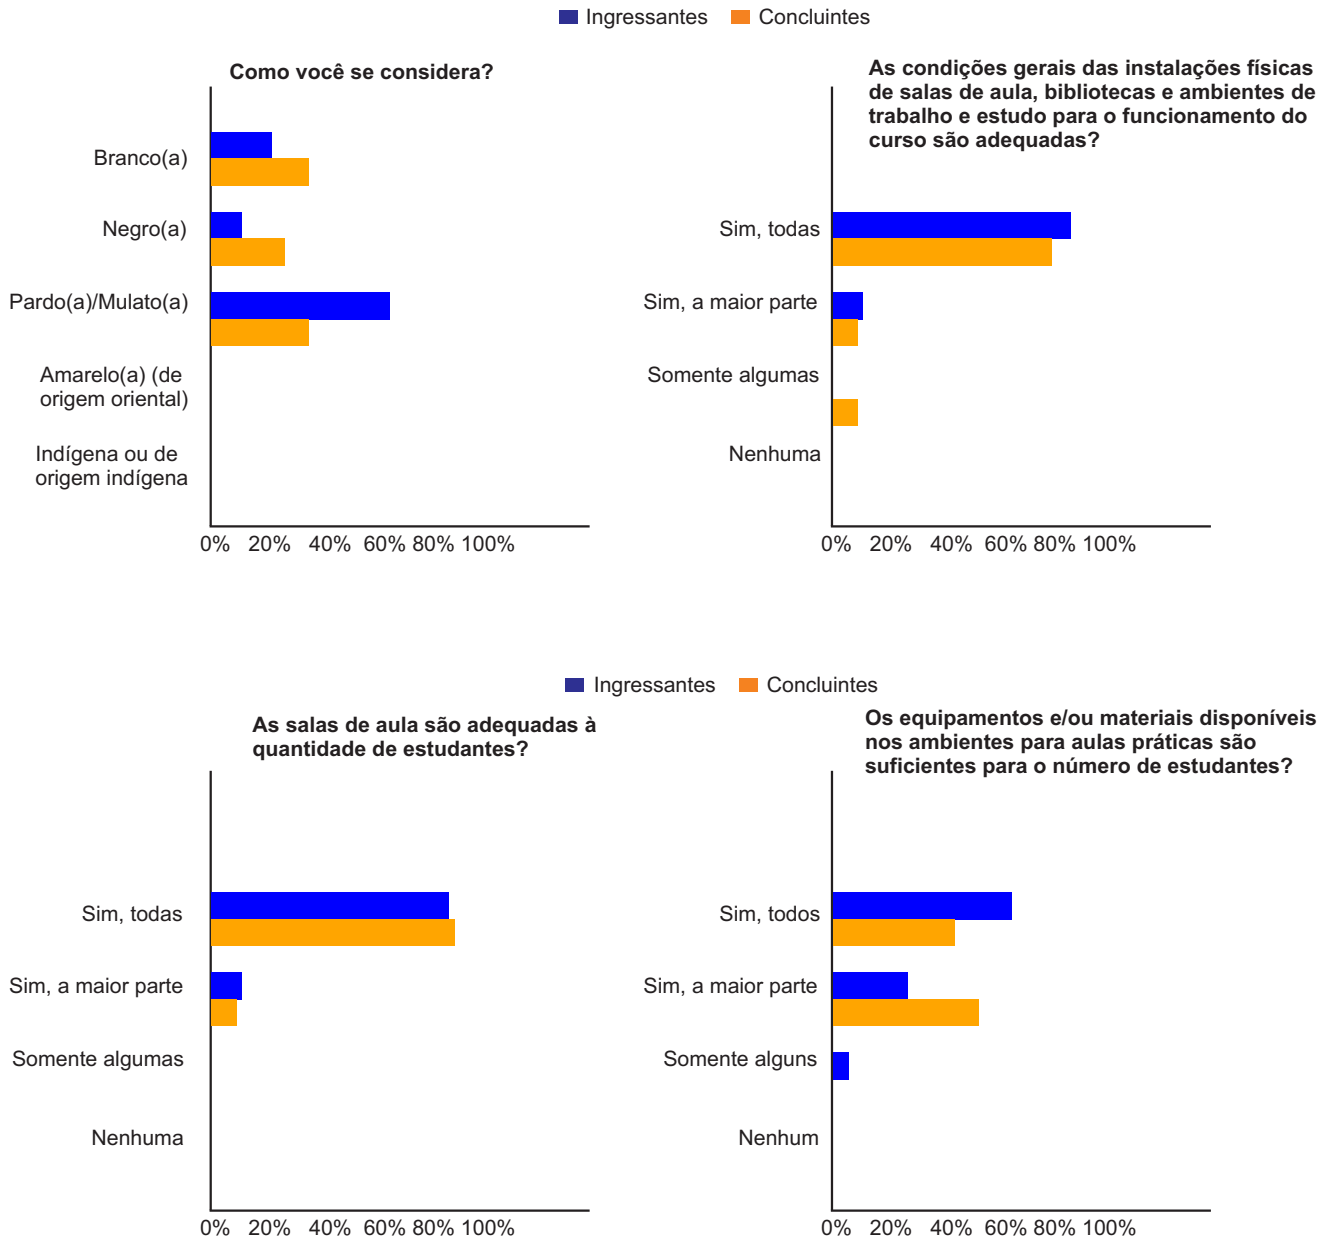 Ingressantes Concluintes
Como você se considera?
Branco(a)
Negro(a)
Pardo(a)/Mulato(a)
Amarelo(a) (de
origem oriental)
Indígena ou de
origem indígena
0% 20% 40% 60% 80% 100%
As condições gerais das instalações físicas
de salas de aula, bibliotecas e ambientes de
trabalho e estudo para o funcionamento do
curso são adequadas?
Sim, todas
Sim, a maior parte
Somente algumas
Nenhuma
0% 20% 40% 60% 80% 100%
Ingressantes Concluintes
As salas de aula são adequadas à
quantidade de estudantes?
Sim, todas
Sim, a maior parte
Somente algumas
Nenhuma
0% 20% 40% 60% 80% 100%
Os equipamentos e/ou materiais disponíveis
nos ambientes para aulas práticas são
suficientes para o número de estudantes?
Sim, todos
Sim, a maior parte
Somente alguns
Nenhum
0% 20% 40% 60% 80% 100%